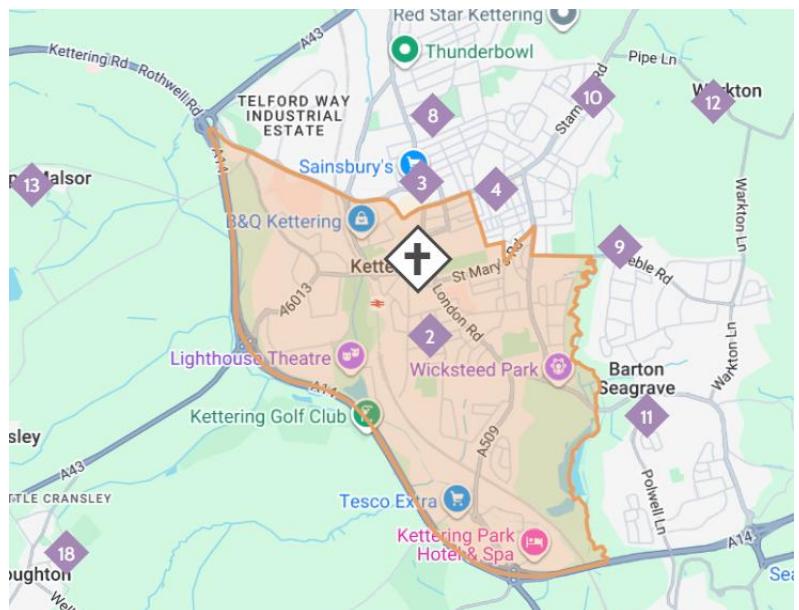 Red Star Kettering
A43
Thunderbowl
Kettering Rd
Rothwell Rd
Pipe Ln
TELFORD WAY
INDUSTRIAL
ESTATE
10
12
8
A14
Sainsbury's
3
4
13
Malsor
B&Q Kettering
Warkton Ln
9
St Mary's Rd
A6013
London Rd
2
Lighthouse Theatre
Wicksteed Park
Barton
Seagrave
Warkton Ln
A14
Kettering Golf Club
11
A509
A43
Polwell Ln
Tesco Extra
Kettering Park
Hotel & Spa
A14
18